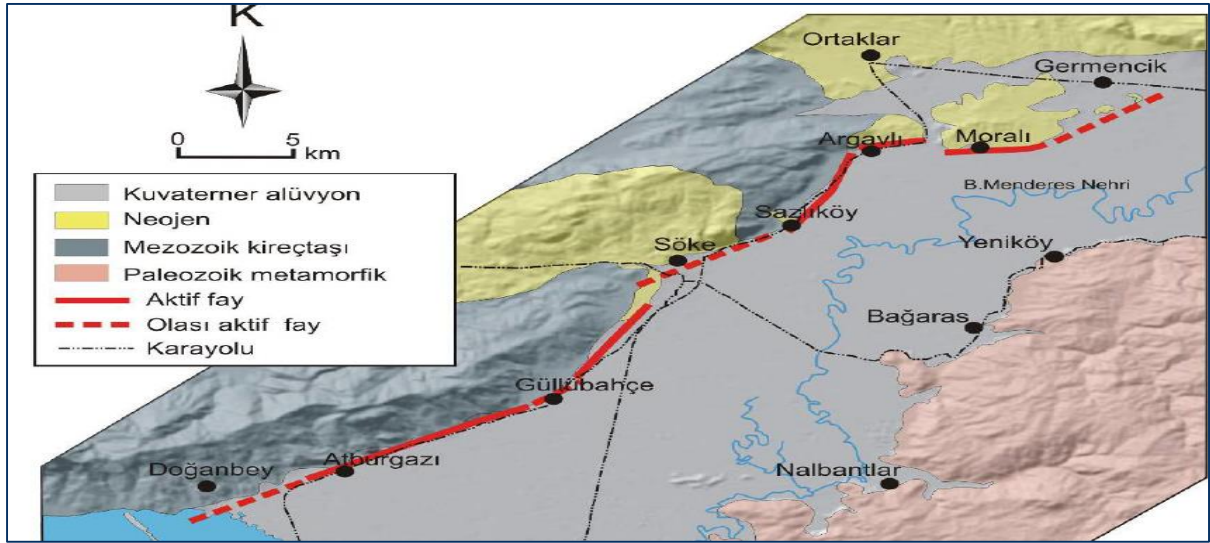 K
0 5
km
Kuvaterner alüvyon
Neojen
Mezozoik kireçtaşı
Paleozoik metamorfik
Aktif fay
Olası aktif fay
Karayolu
Ortaklar
Germencik
Argavlı
Moralı
B.Menderes Nehri
Sazlıköy
Söke
Yeniköy
Bağaras
Güllübahçe
Atburgazı
Doğanbey
Nalbantlar